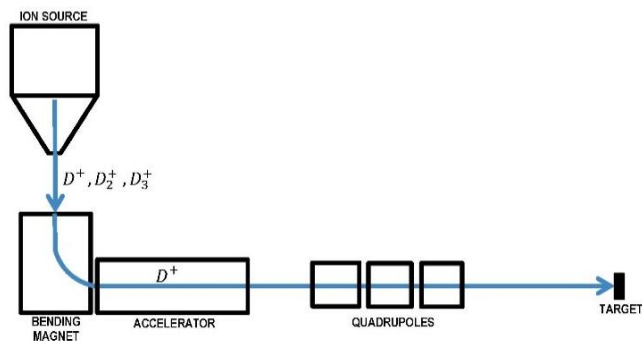 ION SOURCE
D⁺, D₂⁺, D₃⁺
D⁺
BENDING
MAGNET
ACCELERATOR
QUADRUPOLES
TARGET